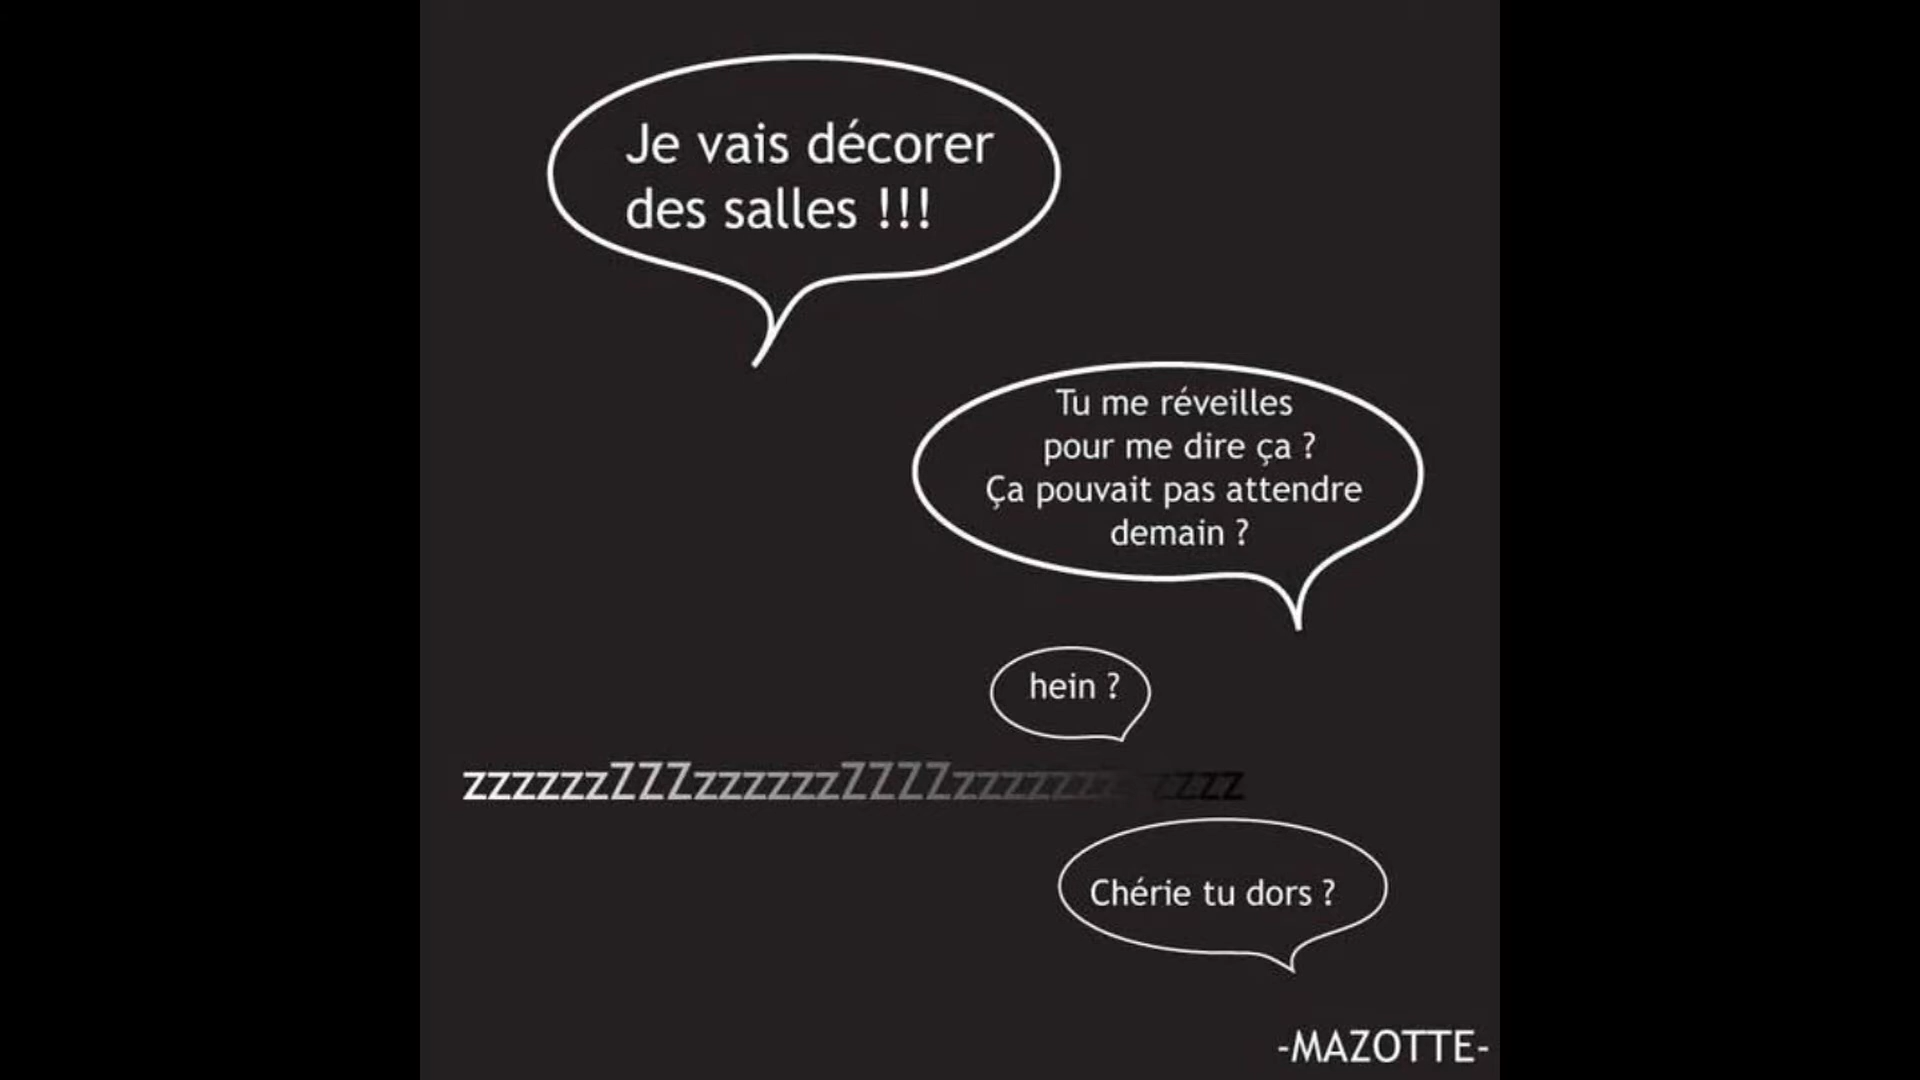 Je vais décorer
des salles !!!
Tu me réveilles
pour me dire ça ?
Ça pouvait pas attendre
demain ?
hein ?
zzzzzzZZZzzzzzzZZZZzzzzzzzzzzzz
Chérie tu dors ?
-MAZOTTE-